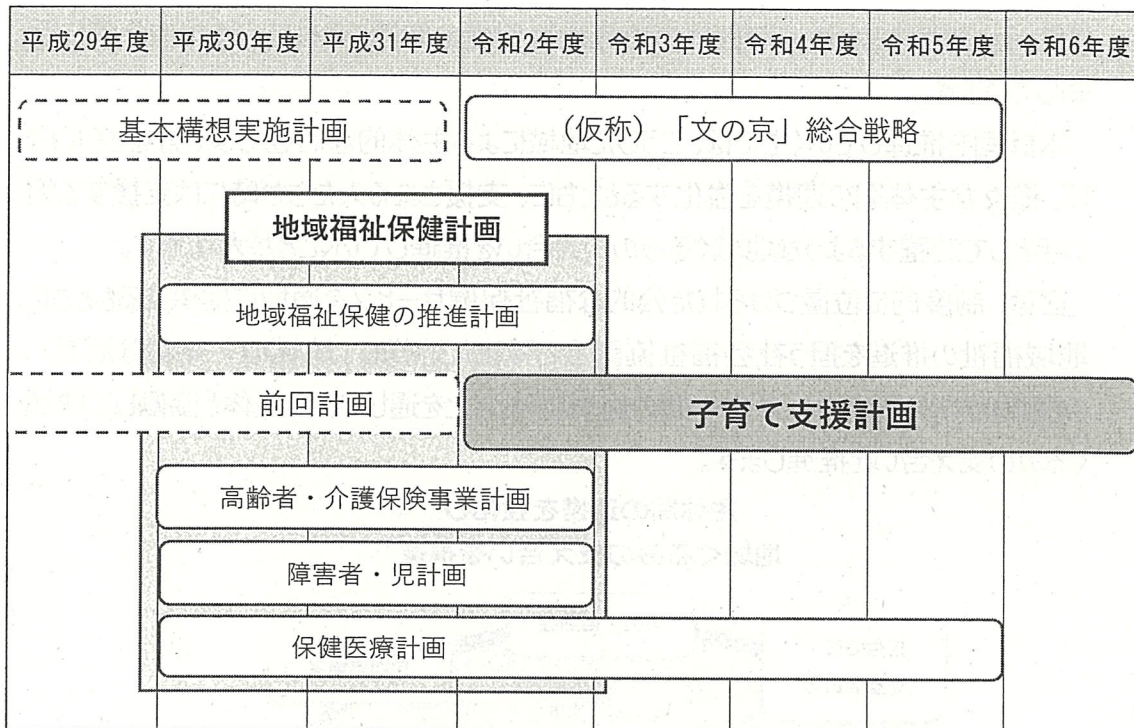 平成29年度 平成30年度 平成31年度 令和2年度 令和3年度 令和4年度 令和5年度 令和6年度
基本構想実施計画 (仮称)「文の京」総合戦略
地域福祉保健計画
地域福祉保健の推進計画
前回計画 子育て支援計画
高齢者・介護保険事業計画
障害者・児計画
保健医療計画